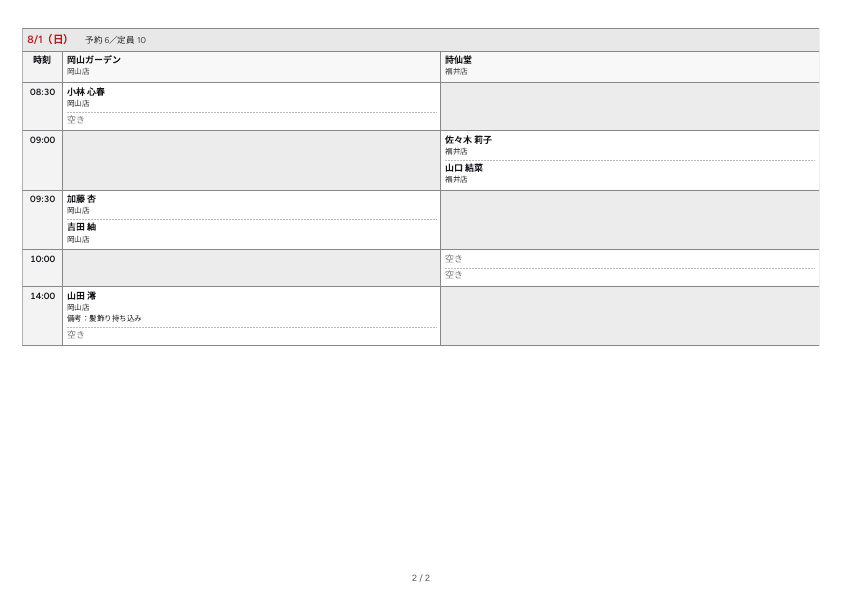 8/1（日） 予約 6／定員 10
時刻 岡山ガーデン 詩仙堂
岡山店 福井店
08:30 小林 心春
岡山店
空き
09:00 佐々木 莉子
福井店
山口 結菜
福井店
09:30 加藤 杏
岡山店
吉田 紬
岡山店
10:00 空き
空き
14:00 山田 澪
岡山店
備考：髪飾り持ち込み
空き
2 / 2